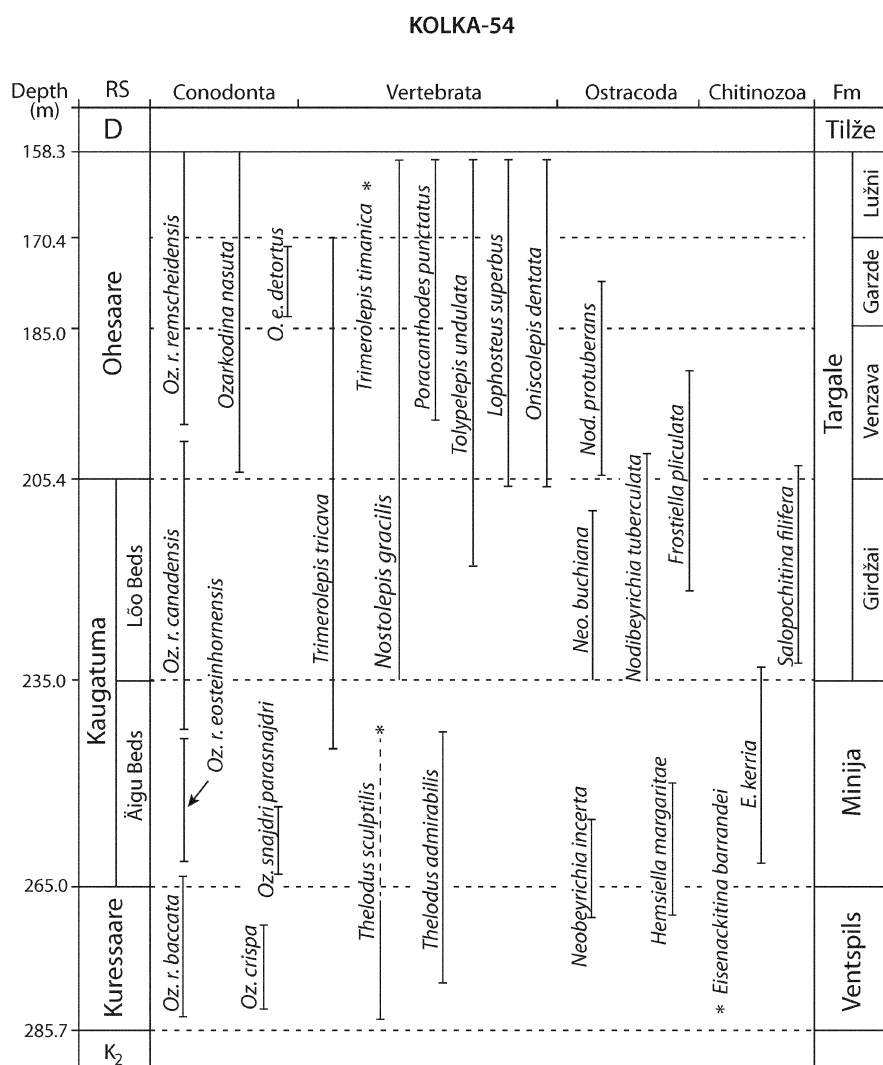 KOLKA-54
Depth (m)
RS
Conodonta
Vertebrata
Ostracoda
Chitinozoa
Fm
D
Tilže
158.3
170.4
185.0
205.4
235.0
265.0
285.7
Ohesaare
Kaugatuma
Lõo Beds
Äigu Beds
Kuressaare
K2
Oz. r. remscheidensis
Ozarkodina nasuta
O. e. detortus
Oz. r. canadensis
Oz. r. eosteinhornensis
Oz. snajdri parasnajdri
Oz. r. baccata
Oz. crispa
Trimerolepis timanica *
Poracanthodes punctatus
Tolypelepis undulata
Lophosteus superbus
Oniscolepis dentata
Trimerolepis tricava
Nostolepis gracilis
*
Thelodus sculptilis
Thelodus admirabilis
Nod. protuberans
Neo. buchiana
Nodibeyrichia tuberculata
Frostiella pliculata
Neobeyrichia incerta
Hemsiella margaritae
Salopochitina filifera
E. kerria
* Eisenackitina barrandei
Targale
Lužni
Garzde
Venzava
Girdžai
Minija
Ventspils